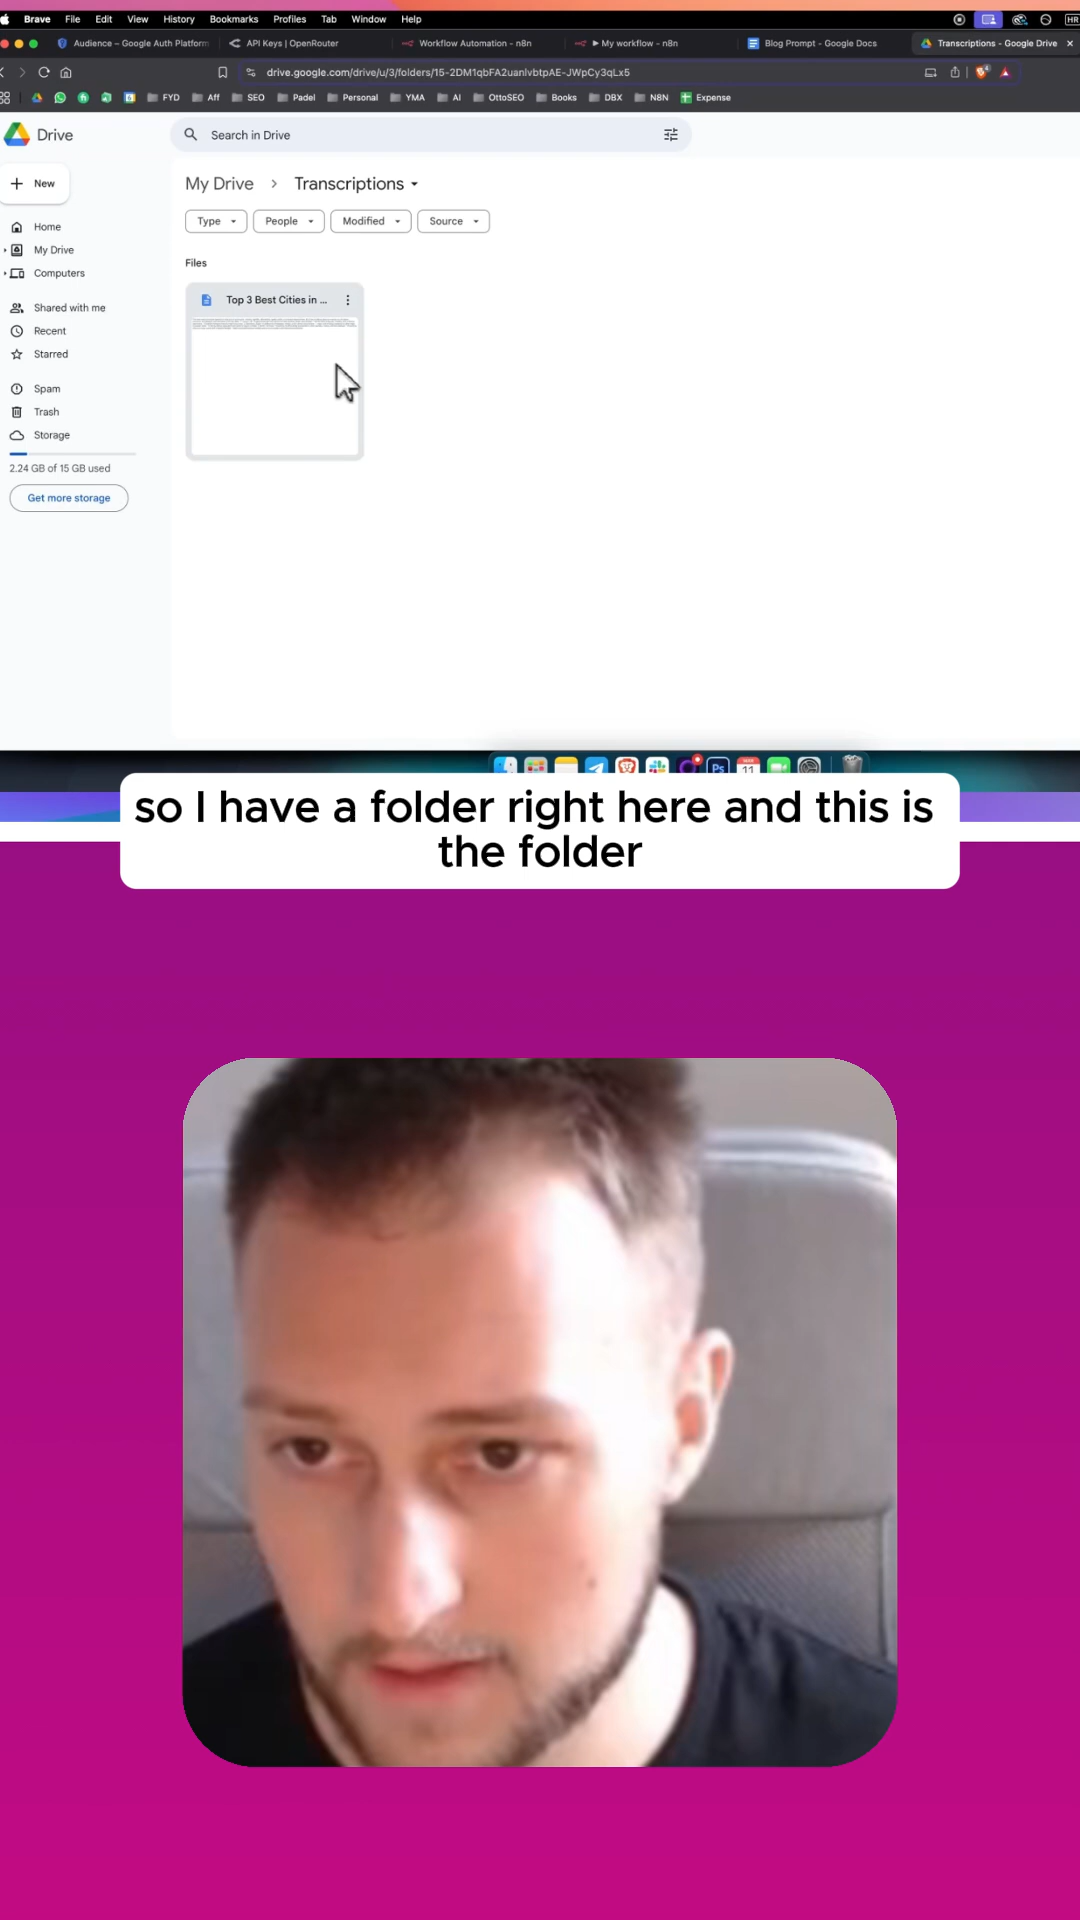 Brave File Edit View History Bookmarks Profiles Tab Window Help
Audience – Google Auth Platform API Keys | OpenRouter Workflow Automation - n8n My workflow - n8n Blog Prompt - Google Docs Transcriptions - Google Drive
drive.google.com/drive/u/3/folders/15-2DM1qbFA2uanlvbtpAE-JWpCy3qLx5
FYD Aff SEO Padel Personal YMA AI OttoSEO Books DBX N8N Expense
Drive
Search in Drive
New
My Drive > Transcriptions
Type People Modified Source
Home
My Drive
Computers
Files
Top 3 Best Cities in ...
Shared with me
Recent
Starred
Spam
Trash
Storage
2.24 GB of 15 GB used
Get more storage
Ps 11
so I have a folder right here and this is
the folder